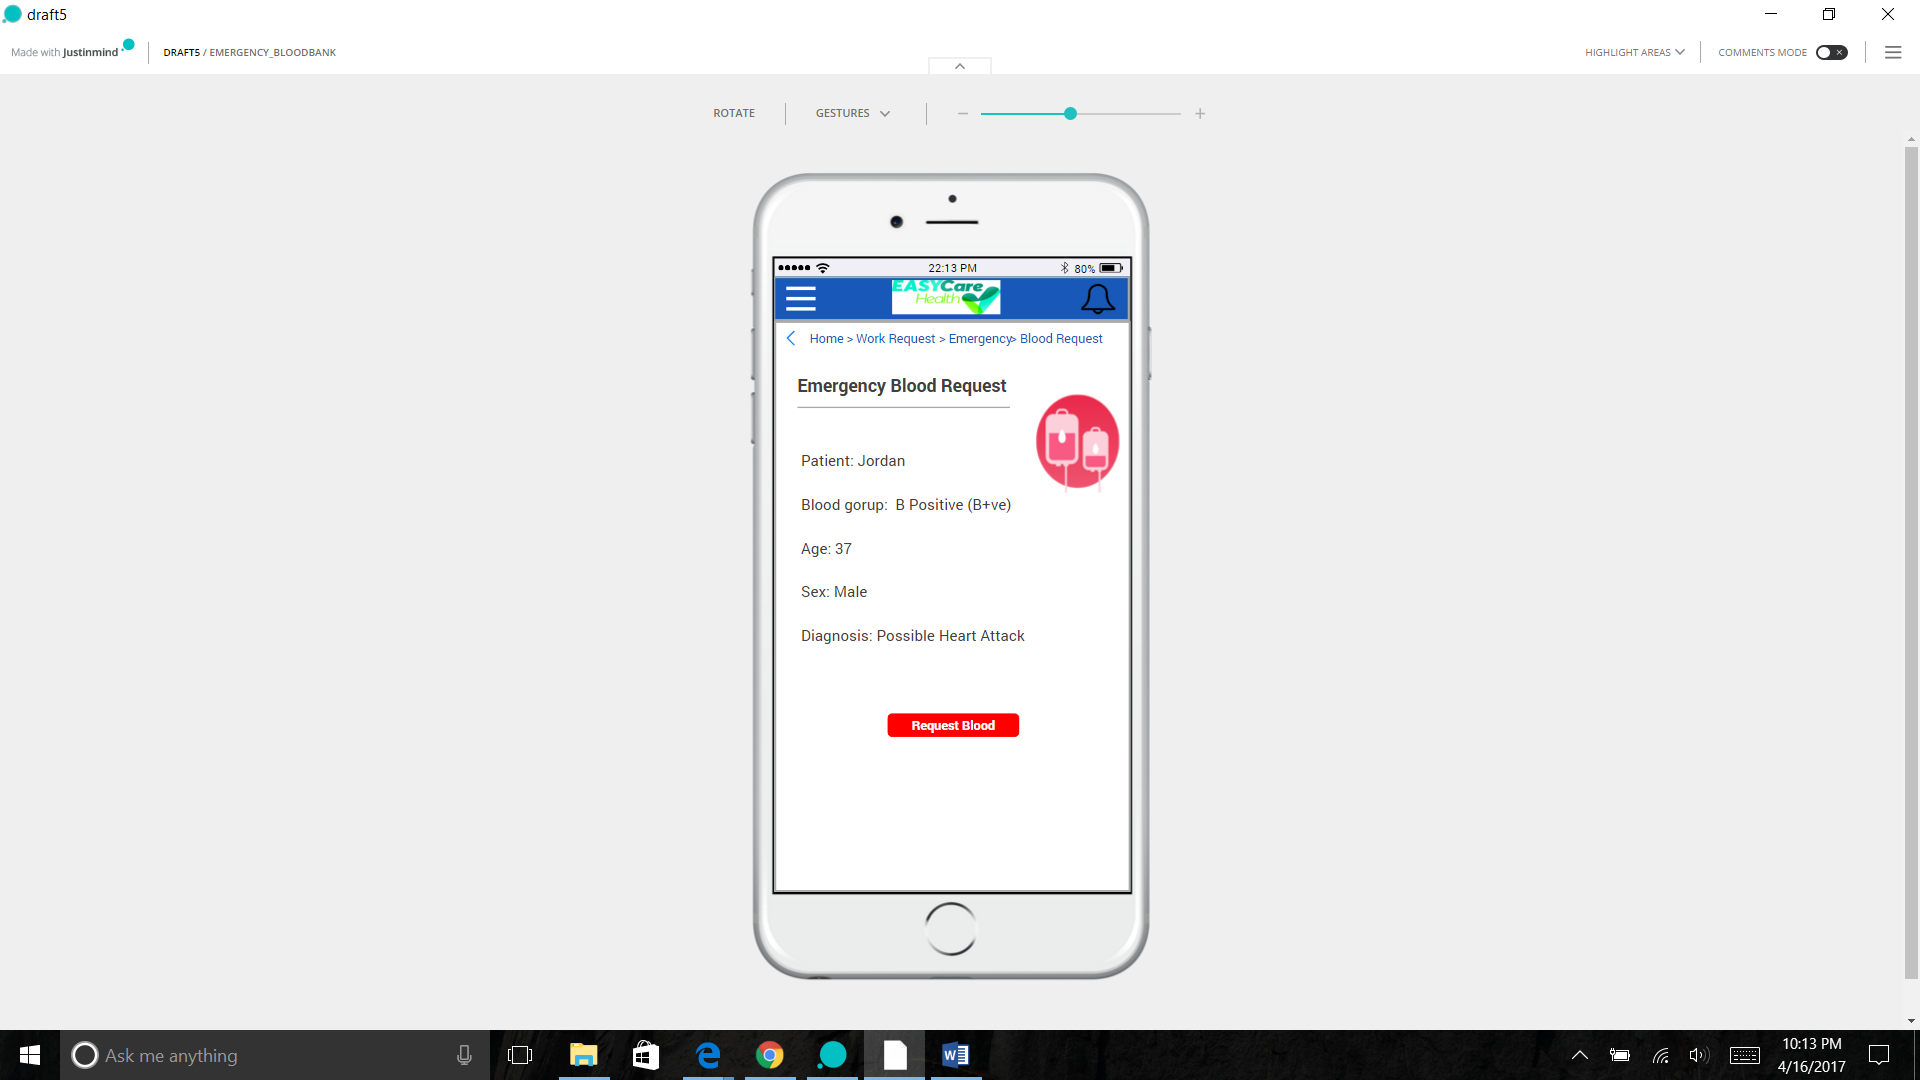 draft5
Made with Justinmind
DRAFT5 / EMERGENCY_BLOODBANK
HIGHLIGHT AREAS
COMMENTS MODE
ROTATE
GESTURES
22:13 PM
80%
EASYCare
Health
Home > Work Request > Emergency> Blood Request
Emergency Blood Request
Patient: Jordan
Blood gorup:  B Positive (B+ve)
Age: 37
Sex: Male
Diagnosis: Possible Heart Attack
Request Blood
Ask me anything
10:13 PM
4/16/2017